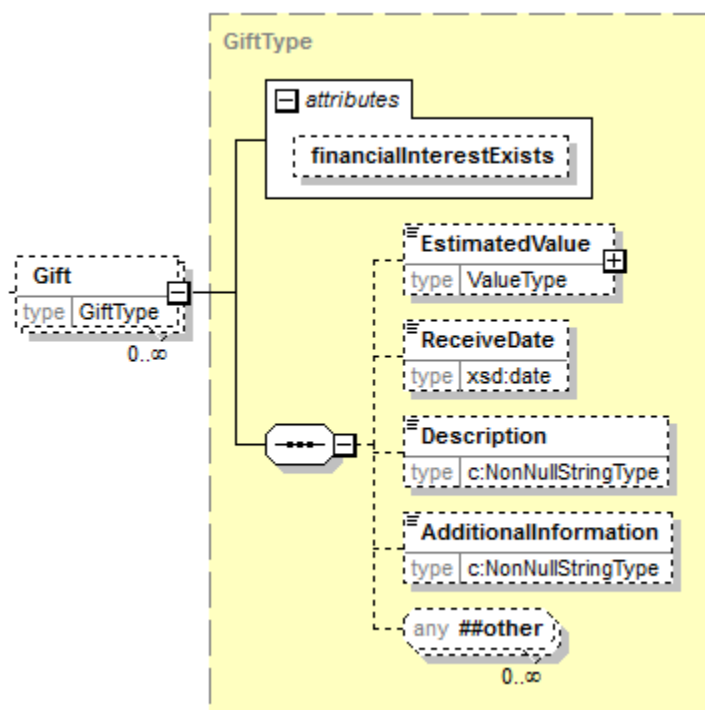 GiftType
attributes
financialInterestExists
Gift
type GiftType
0..∞
EstimatedValue
type ValueType
ReceiveDate
type xsd:date
Description
type c:NonNullStringType
AdditionalInformation
type c:NonNullStringType
any ##other
0..∞